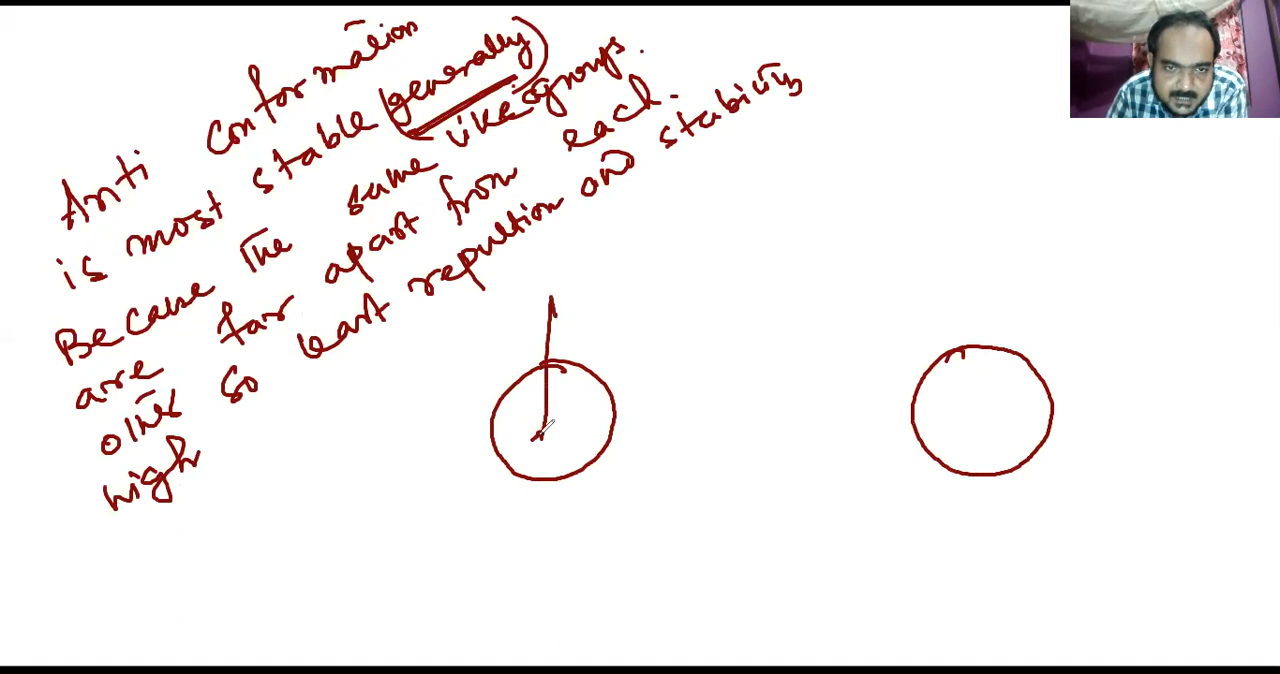 Anti conformation
is most stable (generally)
Because the same like groups.
are far apart from each.
other so least repultion and stability
high